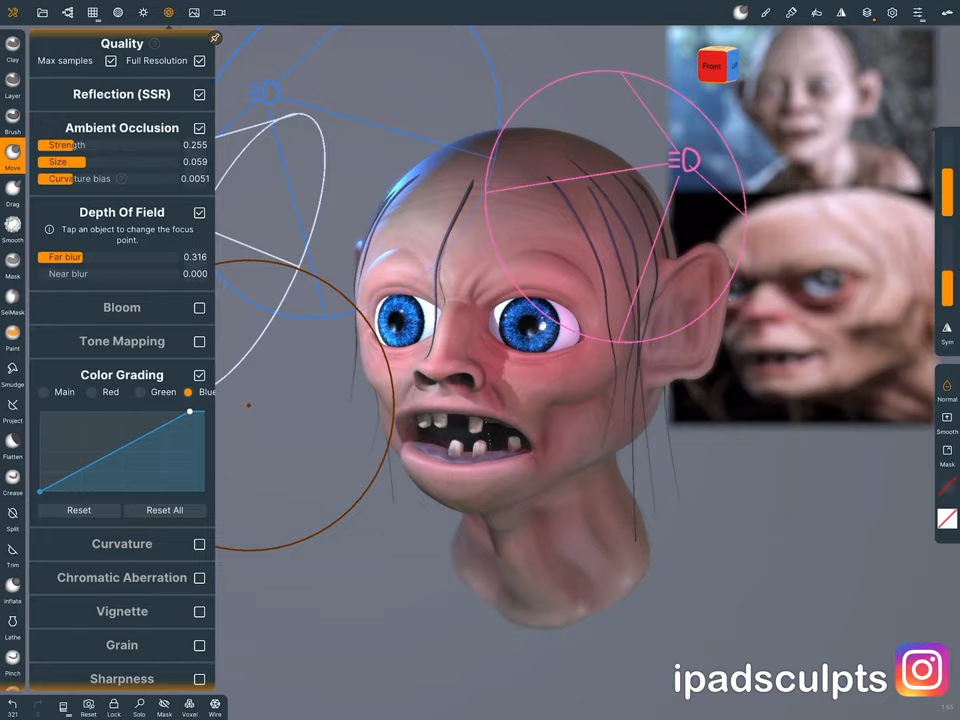 Quality
Max samples
Full Resolution
Reflection (SSR)
Ambient Occlusion
Strength 0.255
Size 0.059
Curvature bias 0.0051
Depth Of Field
Tap an object to change the focus
point.
Far blur 0.316
Near blur 0.000
Bloom
Tone Mapping
Color Grading
Main Red Green Blue
Reset Reset All
Curvature
Chromatic Aberration
Vignette
Grain
Sharpness
Clay
Layer
Brush
Move
Drag
Smooth
Mask
SelMask
Paint
Smudge
Project
Flatten
Crease
Split
Trim
Inflate
Lathe
Pinch
321
Reset Lock Solo Mask Voxel Wire
Front
Sym
Normal
Smooth
Mask
ipadsculpts
1.65